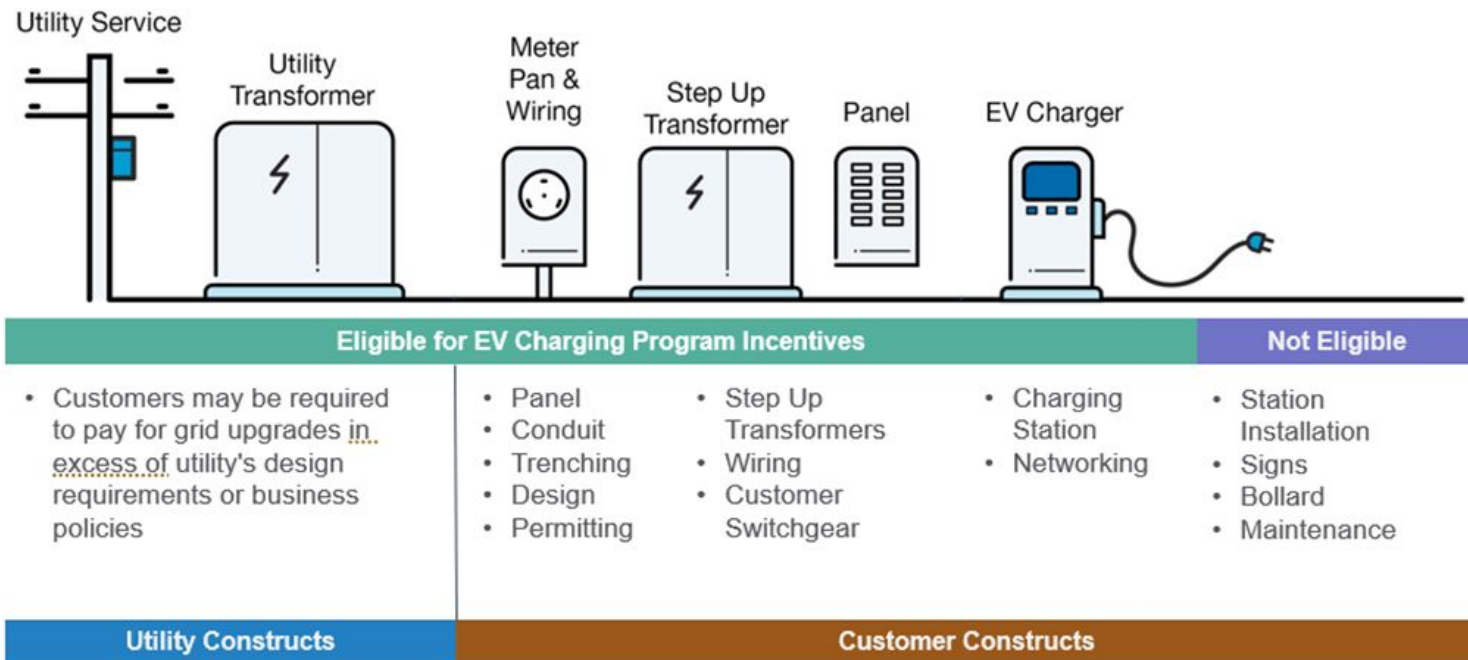 Utility Service
Utility
Transformer
Meter
Pan &
Wiring
Step Up
Transformer
Panel
EV Charger
Eligible for EV Charging Program Incentives
Not Eligible
• Customers may be required
to pay for grid upgrades in
excess of utility's design
requirements or business
policies
• Panel
• Conduit
• Trenching
• Design
• Permitting
• Step Up
Transformers
• Wiring
• Customer
Switchgear
• Charging
Station
• Networking
• Station
Installation
• Signs
• Bollard
• Maintenance
Utility Constructs
Customer Constructs